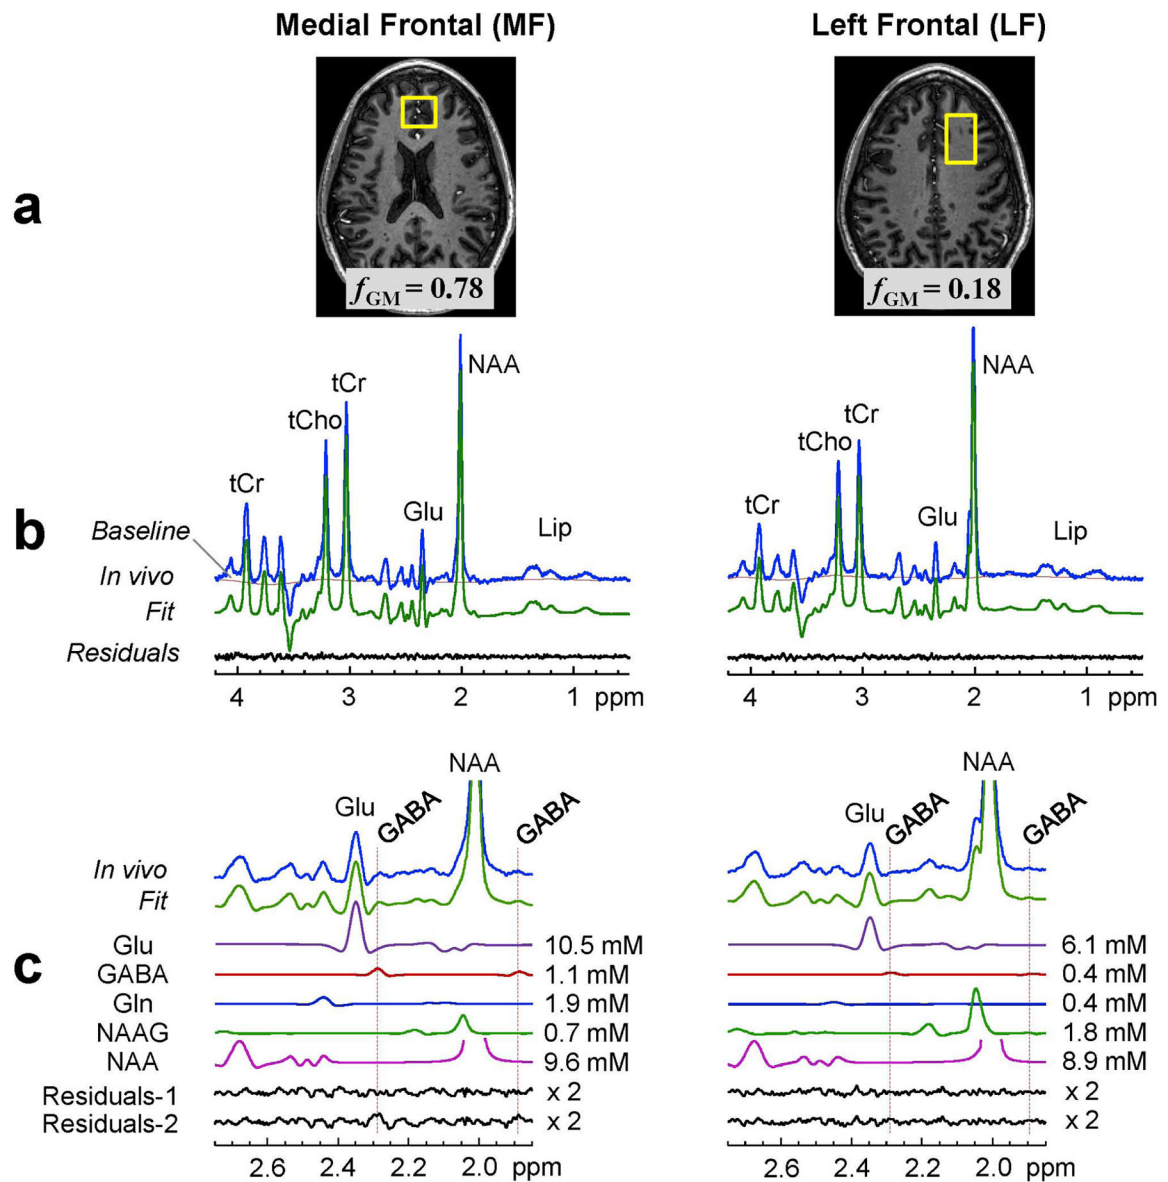 Medial Frontal (MF)
Left Frontal (LF)
a
fGM = 0.78
fGM = 0.18
b
tCr
tCho
tCr
NAA
Glu
Lip
tCr
tCho
tCr
NAA
Glu
Lip
Baseline
In vivo
Fit
Residuals
4 3 2 1 ppm
4 3 2 1 ppm
c
NAA
Glu
GABA
GABA
NAA
Glu
GABA
GABA
In vivo
Fit
Glu 10.5 mM 6.1 mM
GABA 1.1 mM 0.4 mM
Gln 1.9 mM 0.4 mM
NAAG 0.7 mM 1.8 mM
NAA 9.6 mM 8.9 mM
Residuals-1 x 2 x 2
Residuals-2 x 2 x 2
2.6 2.4 2.2 2.0 ppm
2.6 2.4 2.2 2.0 ppm